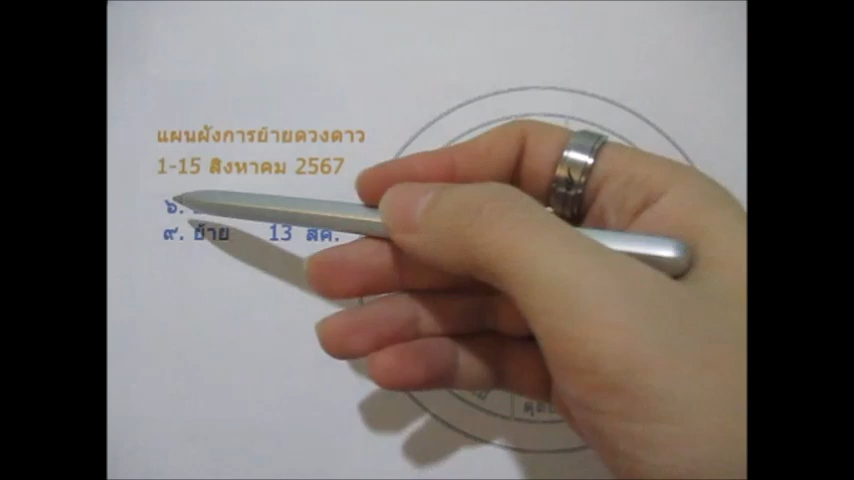 แผนผังการย้ายดวงดาว
1-15 สิงหาคม 2567
๖.
๙. ย้าย 13 สค.